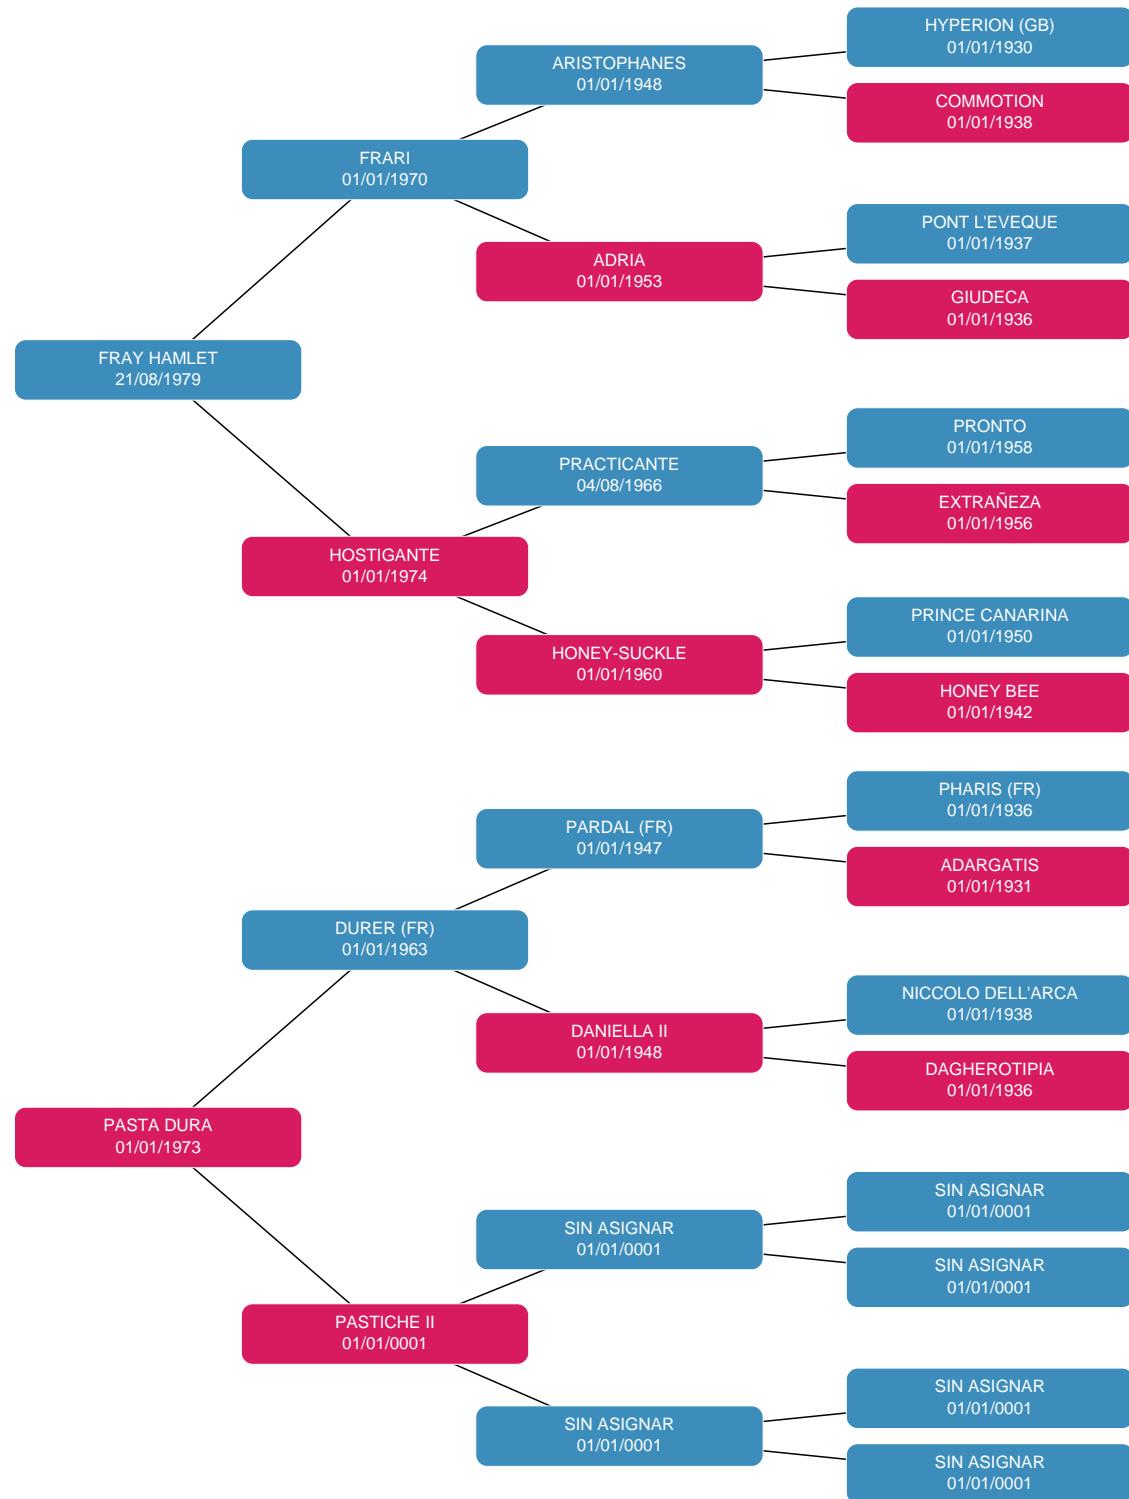 HYPERION (GB)
01/01/1930
ARISTOPHANES
01/01/1948
COMMOTION
01/01/1938
FRARI
01/01/1970
PONT L'EVEQUE
01/01/1937
ADRIA
01/01/1953
GIUDECA
01/01/1936
FRAY HAMLET
21/08/1979
PRONTO
01/01/1958
PRACTICANTE
04/08/1966
EXTRAÑEZA
01/01/1956
HOSTIGANTE
01/01/1974
PRINCE CANARINA
01/01/1950
HONEY-SUCKLE
01/01/1960
HONEY BEE
01/01/1942
PHARIS (FR)
01/01/1936
PARDAL (FR)
01/01/1947
ADARGATIS
01/01/1931
DURER (FR)
01/01/1963
NICCOLO DELL'ARCA
01/01/1938
DANIELLA II
01/01/1948
DAGHEROTIPIA
01/01/1936
PASTA DURA
01/01/1973
SIN ASIGNAR
01/01/0001
SIN ASIGNAR
01/01/0001
SIN ASIGNAR
01/01/0001
PASTICHE II
01/01/0001
SIN ASIGNAR
01/01/0001
SIN ASIGNAR
01/01/0001
SIN ASIGNAR
01/01/0001